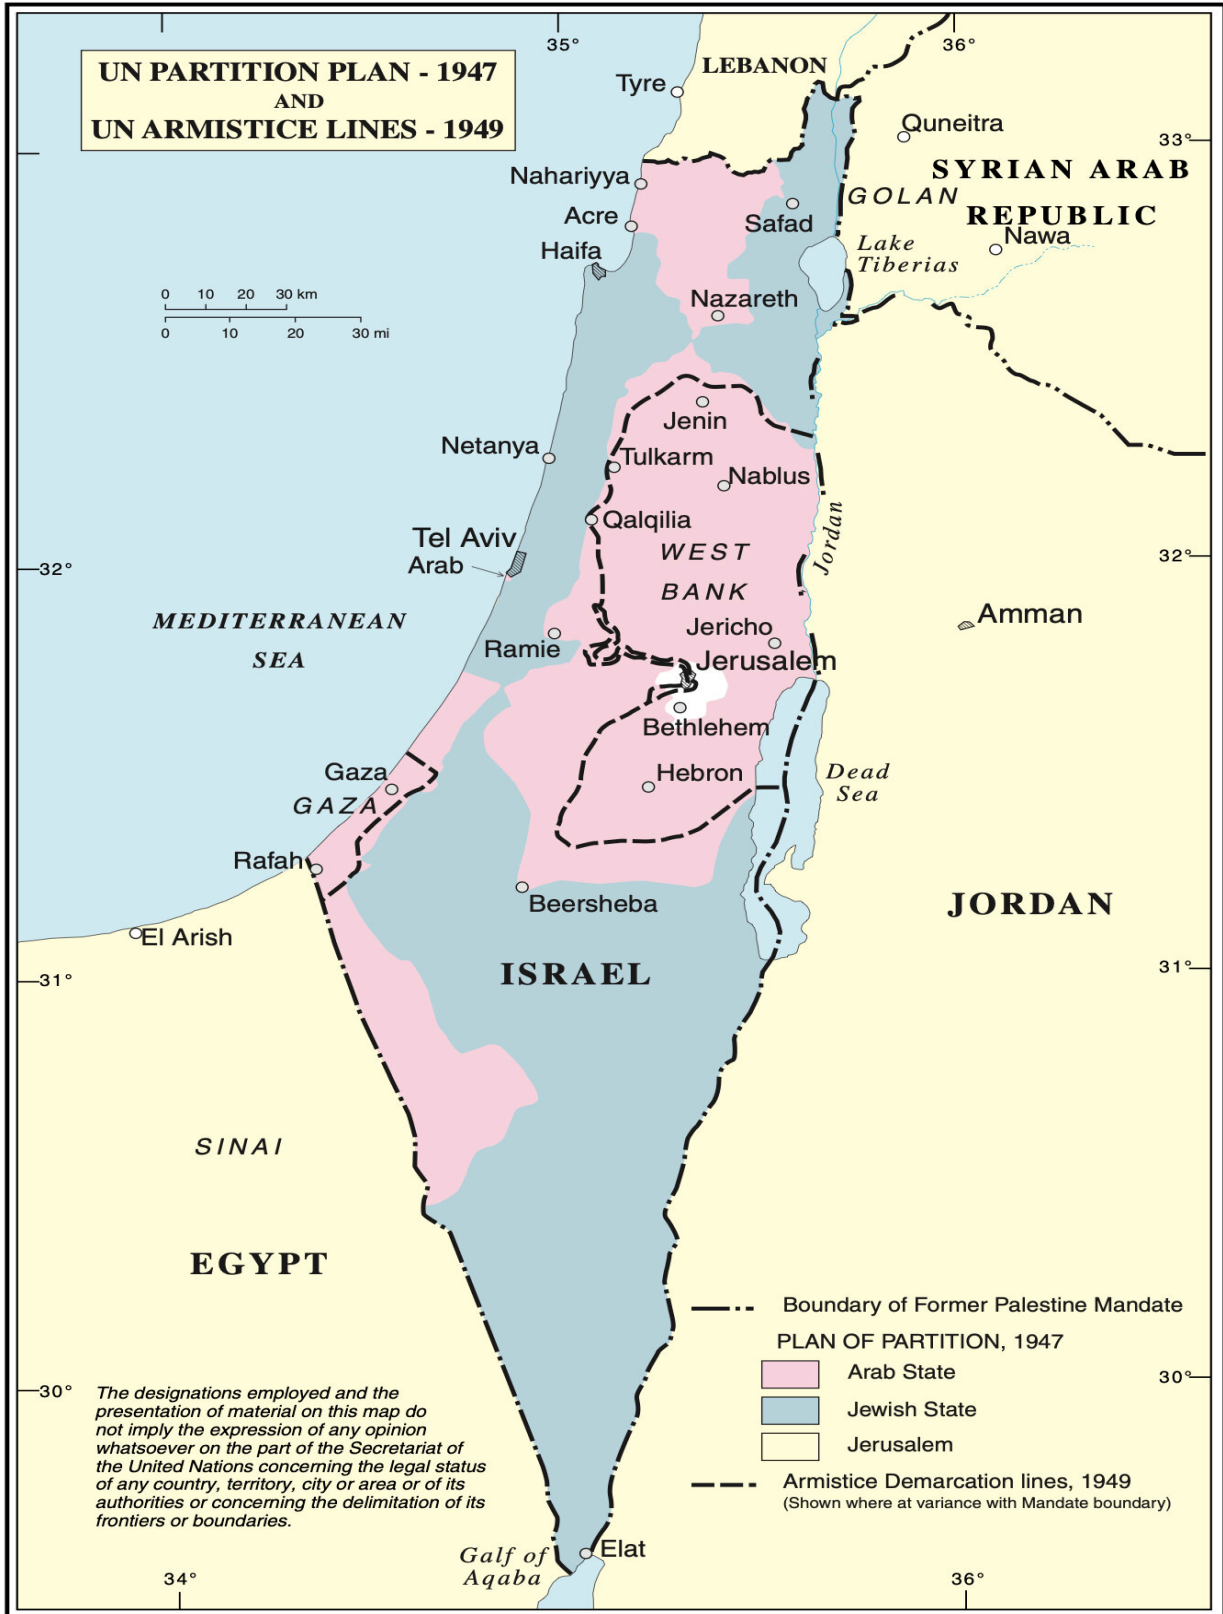 35°
36°
UN PARTITION PLAN - 1947
AND
UN ARMISTICE LINES - 1949
LEBANON
Tyre
Quneitra
33°
SYRIAN ARAB
REPUBLIC
Nahariyya
GOLAN
Acre
Safad
Nawa
Haifa
Lake
Tiberias
0 10 20 30 km
0 10 20 30 mi
Nazareth
Jenin
Netanya
Tulkarm
Nablus
Qalqilia
Jordan
Tel Aviv
Arab
WEST
BANK
32°
32°
MEDITERRANEAN
SEA
Amman
Jericho
Ramie
Jerusalem
Bethlehem
Gaza
GAZA
Hebron
Dead
Sea
Rafah
Beersheba
JORDAN
El Arish
ISRAEL
31°
31°
SINAI
EGYPT
Boundary of Former Palestine Mandate
PLAN OF PARTITION, 1947
Arab State
Jewish State
Jerusalem
Armistice Demarcation lines, 1949
(Shown where at variance with Mandate boundary)
30°
30°
The designations employed and the
presentation of material on this map do
not imply the expression of any opinion
whatsoever on the part of the Secretariat of
the United Nations concerning the legal status
of any country, territory, city or area or of its
authorities or concerning the delimitation of its
frontiers or boundaries.
Elat
Galf of
Aqaba
34°
36°